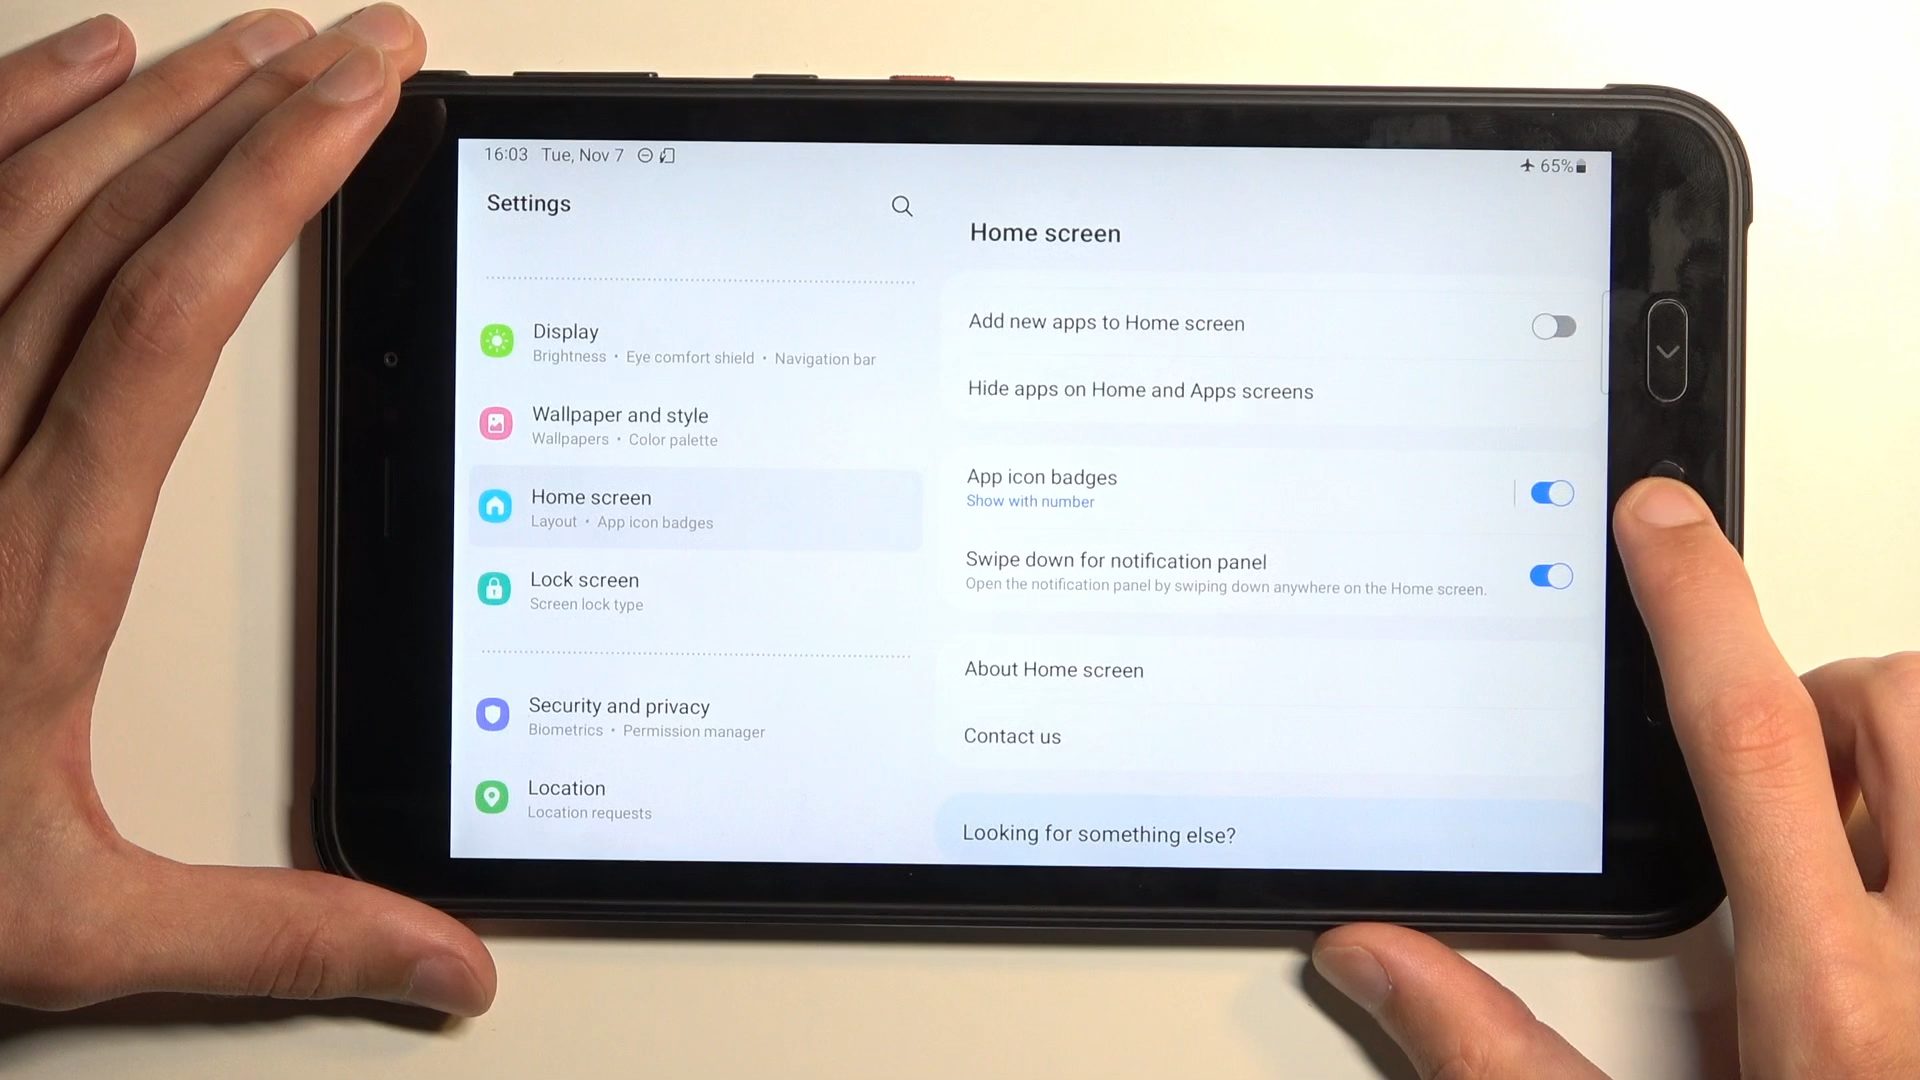 16:03 Tue, Nov 7
65%
Settings
Display
Brightness • Eye comfort shield • Navigation bar
Wallpaper and style
Wallpapers • Color palette
Home screen
Layout • App icon badges
Lock screen
Screen lock type
Security and privacy
Biometrics • Permission manager
Location
Location requests
Home screen
Add new apps to Home screen
Hide apps on Home and Apps screens
App icon badges
Show with number
Swipe down for notification panel
Open the notification panel by swiping down anywhere on the Home screen.
About Home screen
Contact us
Looking for something else?